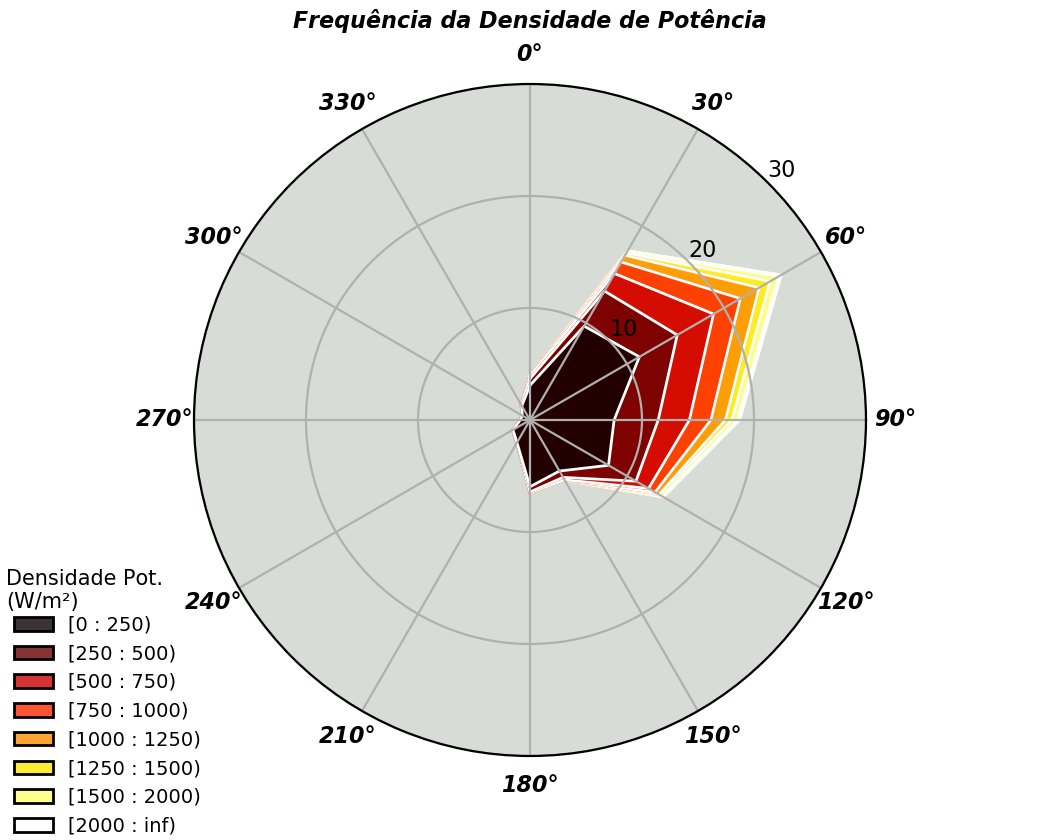 Frequência da Densidade de Potência
0°
330°
30°
30
300°
60°
20
10
270°
90°
240°
120°
210°
150°
180°
Densidade Pot.
(W/m²)
[0 : 250)
[250 : 500)
[500 : 750)
[750 : 1000)
[1000 : 1250)
[1250 : 1500)
[1500 : 2000)
[2000 : inf)